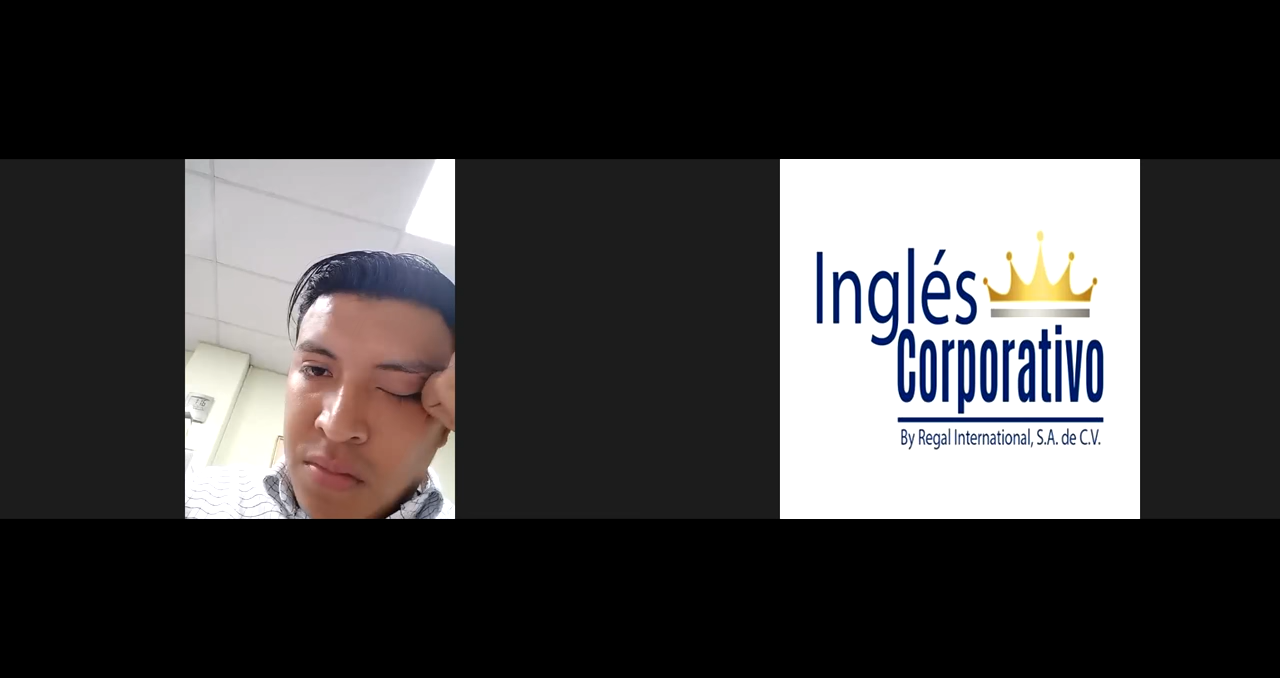 Inglés
Corporativo
By Regal International, S.A. de C.V.